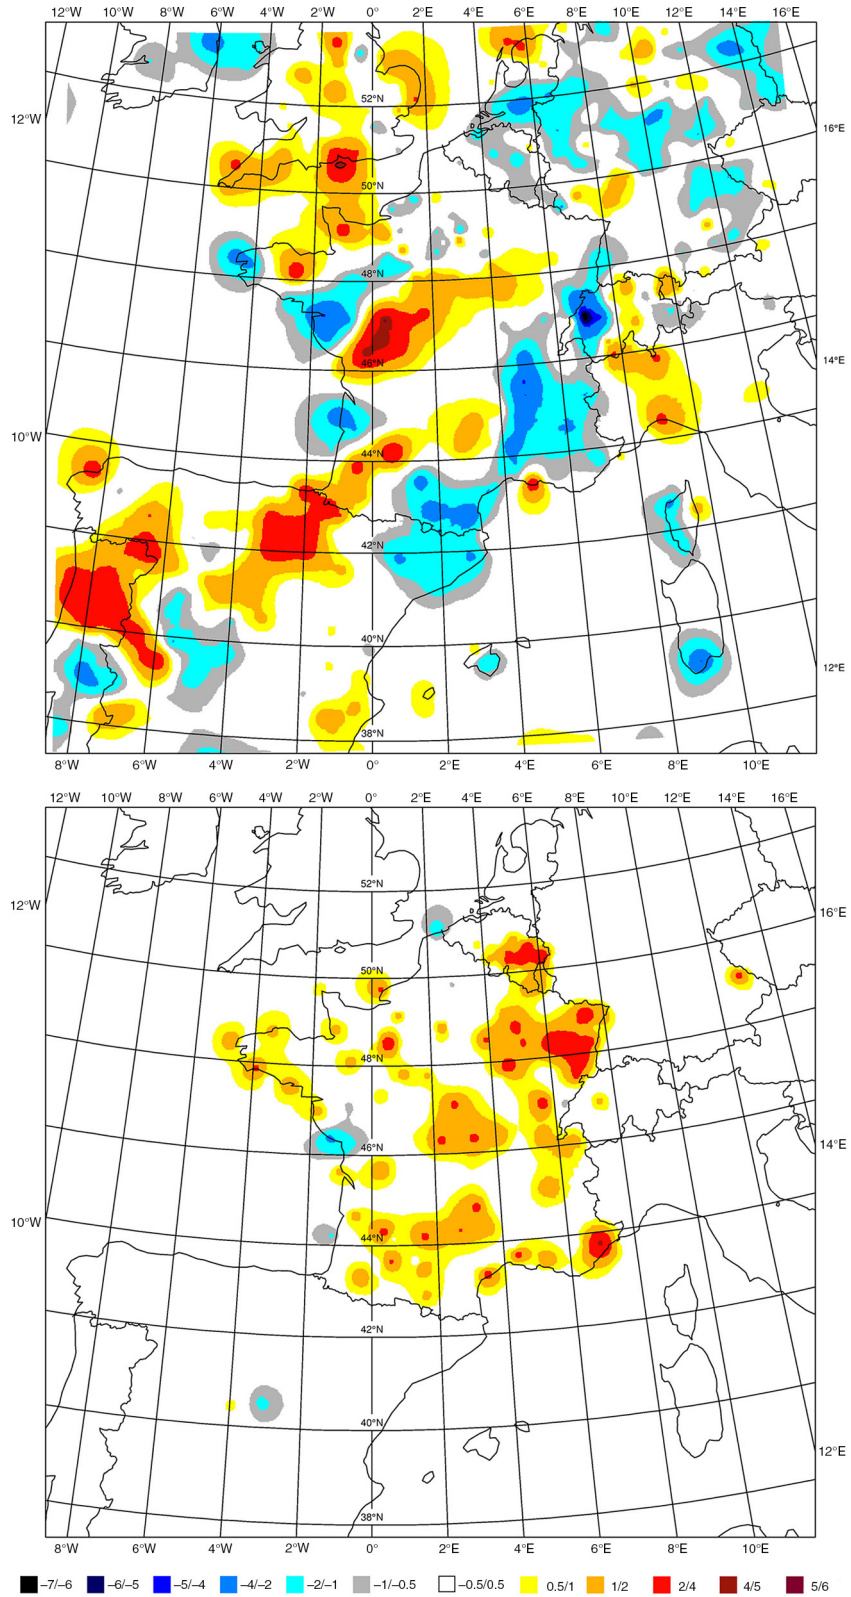 12°W 10°W 8°W 6°W 4°W 2°W 0° 2°E 4°E 6°E 8°E 10°E 12°E 14°E 16°E
52°N
12°W
16°E
50°N
48°N
14°E
46°N
10°W
44°N
42°N
40°N
12°E
38°N
8°W 6°W 4°W 2°W 0° 2°E 4°E 6°E 8°E 10°E
12°W 10°W 8°W 6°W 4°W 2°W 0° 2°E 4°E 6°E 8°E 10°E 12°E 14°E 16°E
52°N
12°W
16°E
50°N
48°N
14°E
46°N
10°W
44°N
42°N
40°N
12°E
38°N
8°W 6°W 4°W 2°W 0° 2°E 4°E 6°E 8°E 10°E
–7/–6 –6/–5 –5/–4 –4/–2 –2/–1 –1/–0.5 –0.5/0.5 0.5/1 1/2 2/4 4/5 5/6